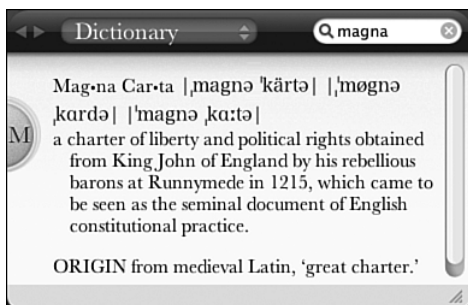 Dictionary
magna
Mag•na Car•ta |ˌmagnə ˈkärtə| |ˌˈmøgnə
ˌkɑrdə| |ˈmagnə ˌkɑːtə|
M
a charter of liberty and political rights obtained
from King John of England by his rebellious
barons at Runnymede in 1215, which came to
be seen as the seminal document of English
constitutional practice.
ORIGIN from medieval Latin, ‘great charter.’